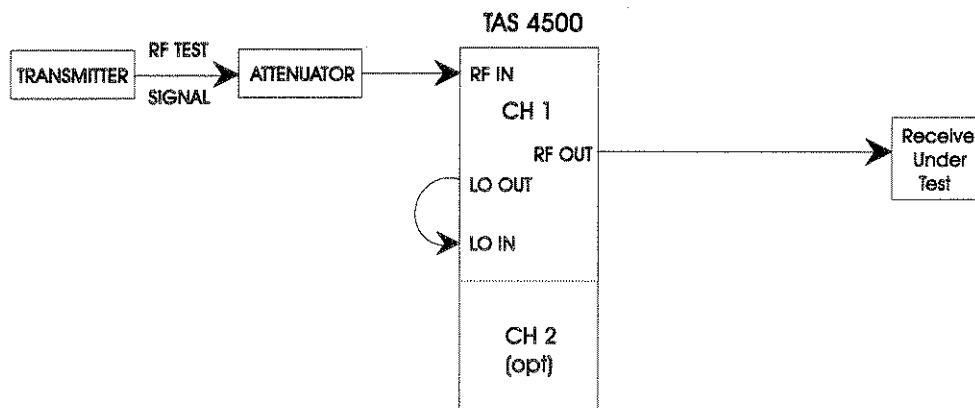 TAS 4500
TRANSMITTER
RF TEST
SIGNAL
ATTENUATOR
RF IN
CH 1
RF OUT
LO OUT
LO IN
CH 2
(opt)
Receive
Under
Test